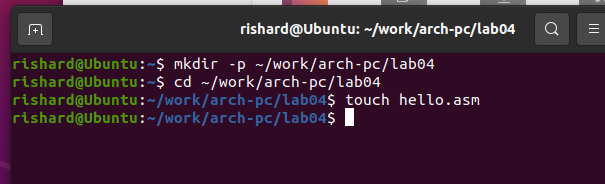 rishard@Ubuntu: ~/work/arch-pc/lab04
rishard@Ubuntu:~$ mkdir -p ~/work/arch-pc/lab04
rishard@Ubuntu:~$ cd ~/work/arch-pc/lab04
rishard@Ubuntu:~/work/arch-pc/lab04$ touch hello.asm
rishard@Ubuntu:~/work/arch-pc/lab04$